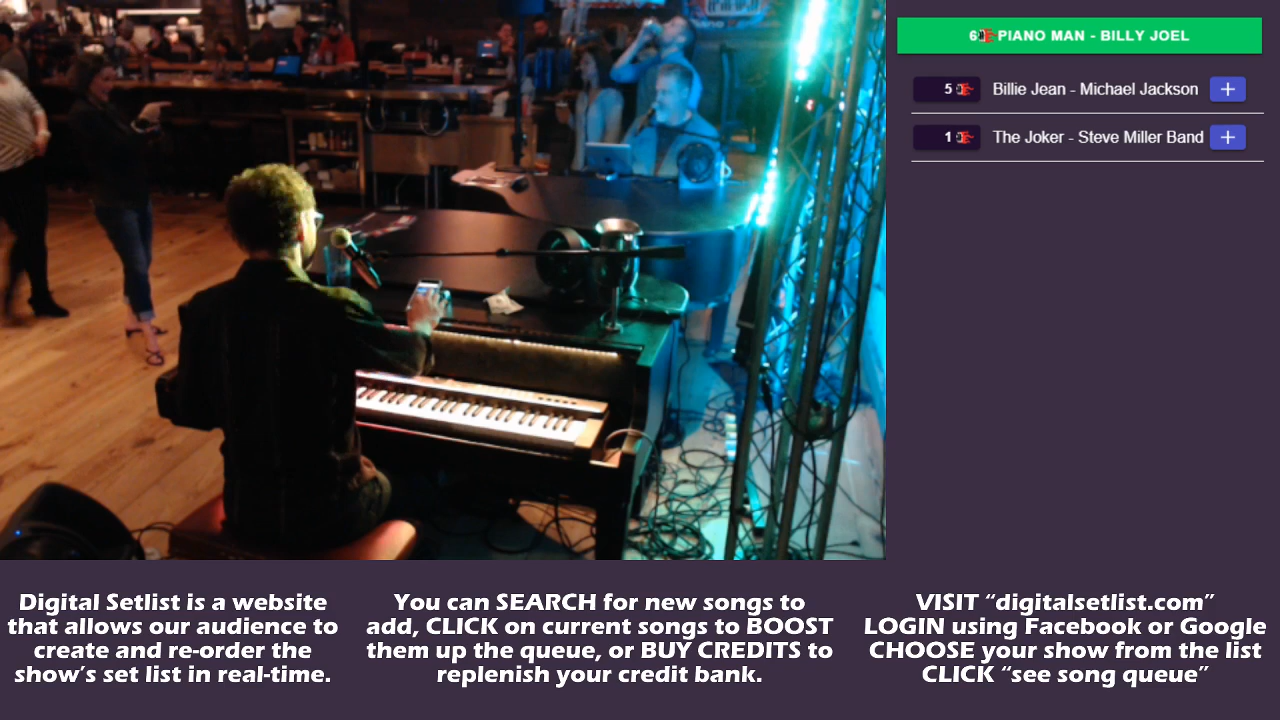 6 PIANO MAN - BILLY JOEL
5 Billie Jean - Michael Jackson +
1 The Joker - Steve Miller Band +
Digital Setlist is a website
that allows our audience to
create and re-order the
show's set list in real-time.
You can SEARCH for new songs to
add, CLICK on current songs to BOOST
them up the queue, or BUY CREDITS to
replenish your credit bank.
VISIT “digitalsetlist.com”
LOGIN using Facebook or Google
CHOOSE your show from the list
CLICK “see song queue”